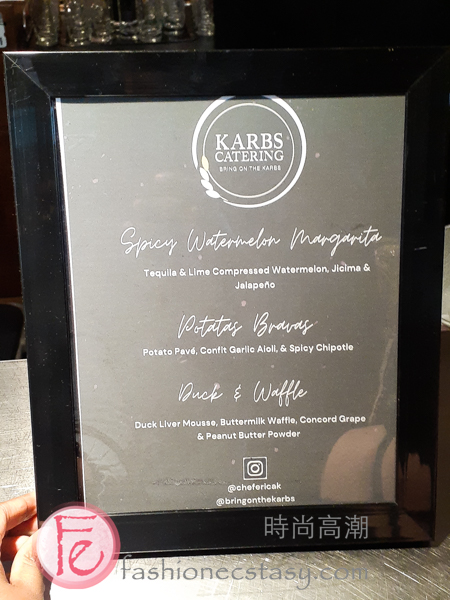 KARBS
CATERING
BRING ON THE KARBS
Spicy Watermelon Margarita
Tequila & Lime Compressed Watermelon, Jicima &
Jalapeño
Potatas Bravas
Potato Pavé, Confit Garlic Aioli, & Spicy Chipotle
Duck & Waffle
Duck Liver Mousse, Buttermilk Waffle, Concord Grape
& Peanut Butter Powder
@chefericak
@bringonthekarbs
時尚高潮
Fe
fashionecstasy.com